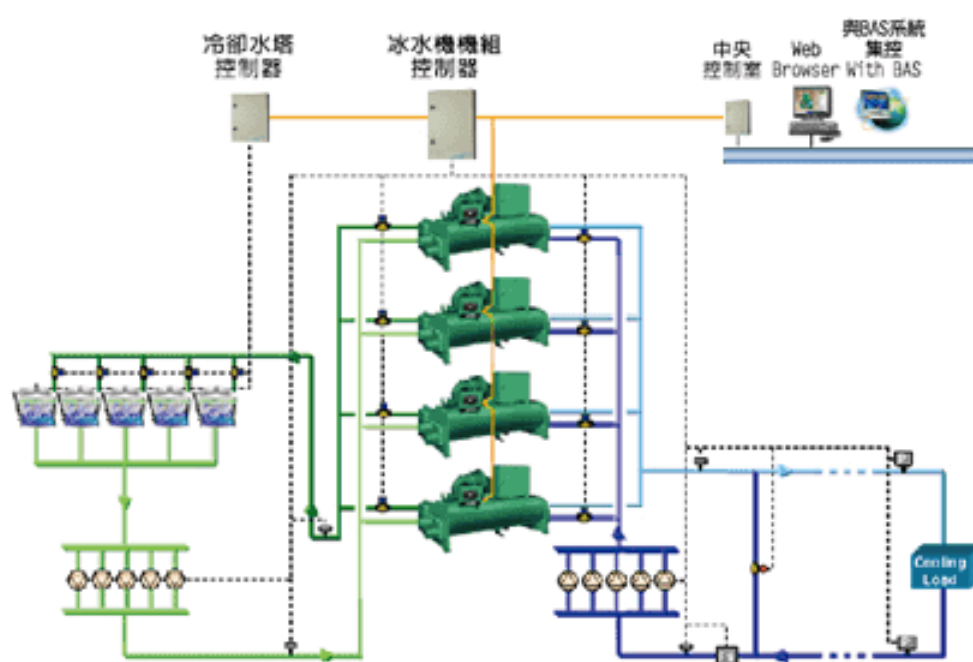 冷卻水塔
控制器
冰水機機組
控制器
中央
控制室
Web
Browser
與BAS系統
集控
With BAS
Cooling
Load